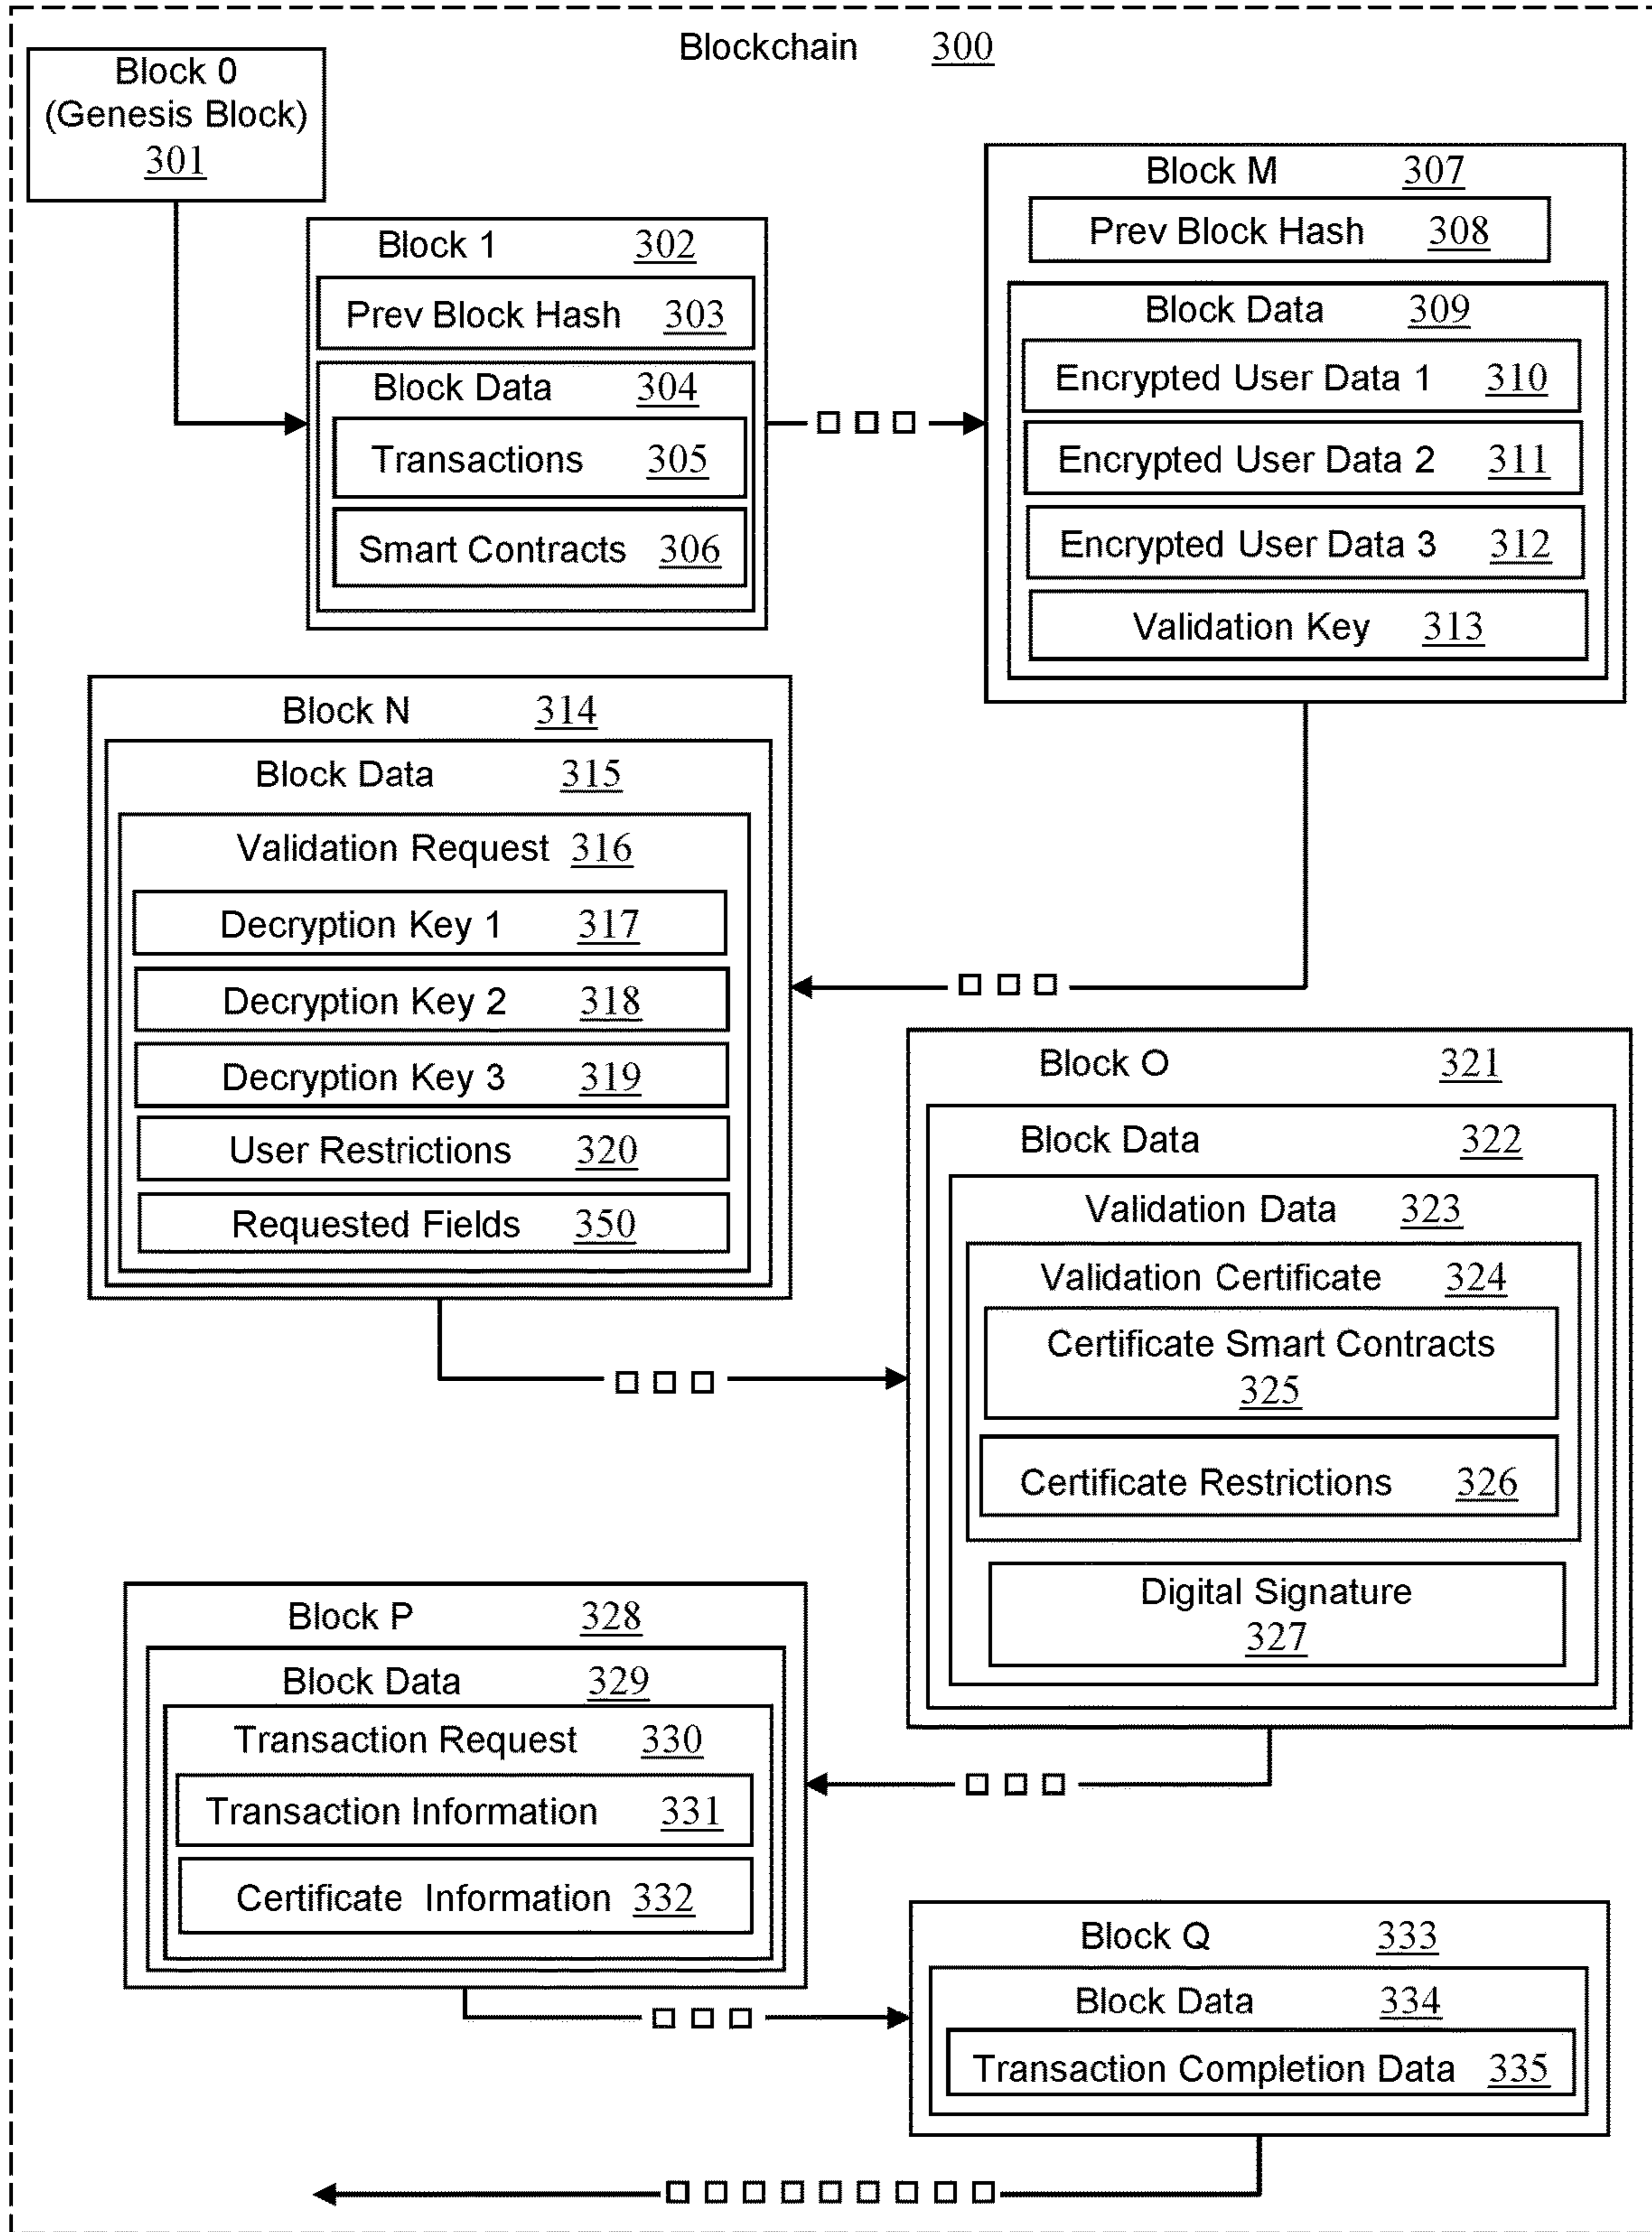 Blockchain 300
Block 0
(Genesis Block)
301
Block 1 302
Prev Block Hash 303
Block Data 304
Transactions 305
Smart Contracts 306
Block M 307
Prev Block Hash 308
Block Data 309
Encrypted User Data 1 310
Encrypted User Data 2 311
Encrypted User Data 3 312
Validation Key 313
Block N 314
Block Data 315
Validation Request 316
Decryption Key 1 317
Decryption Key 2 318
Decryption Key 3 319
User Restrictions 320
Requested Fields 350
Block O 321
Block Data 322
Validation Data 323
Validation Certificate 324
Certificate Smart Contracts
325
Certificate Restrictions 326
Digital Signature
327
Block P 328
Block Data 329
Transaction Request 330
Transaction Information 331
Certificate Information 332
Block Q 333
Block Data 334
Transaction Completion Data 335